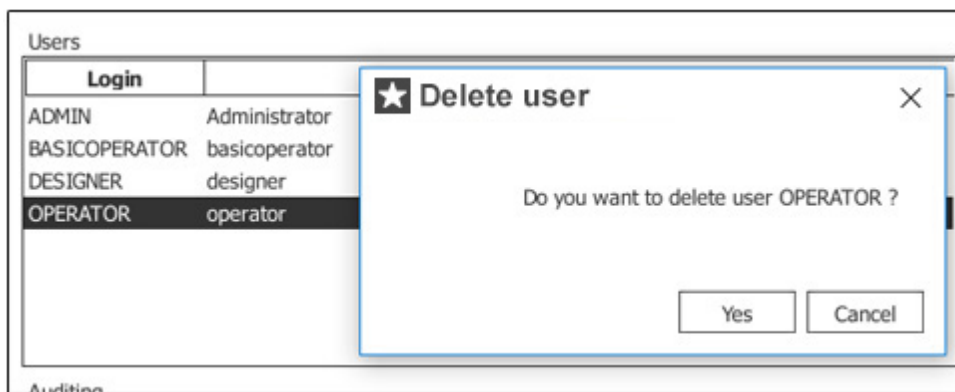 Users
Login
Delete user
ADMIN Administrator
BASICOPERATOR basicoperator
DESIGNER designer
OPERATOR operator
Do you want to delete user OPERATOR ?
Yes Cancel
Auditing